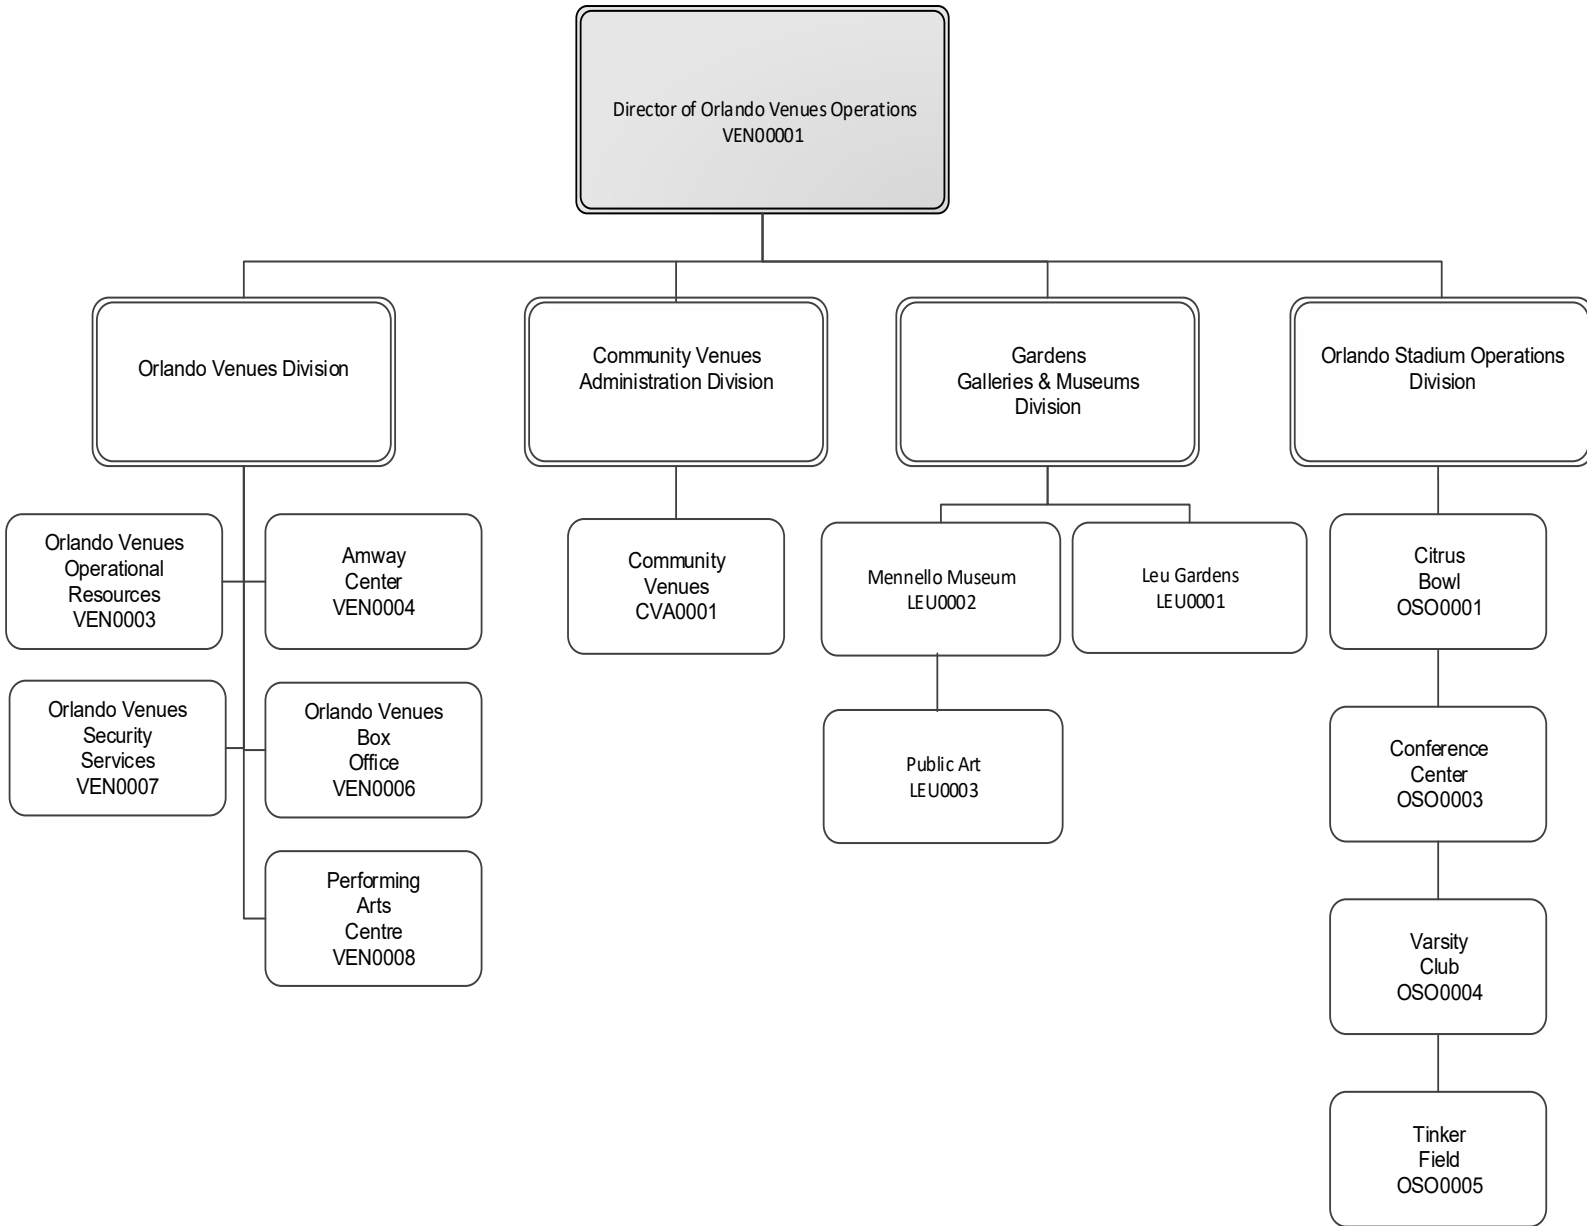 Director of Orlando Venues Operations
VEN00001
Orlando Venues Division
Community Venues
Administration Division
Gardens
Galleries & Museums
Division
Orlando Stadium Operations
Division
Orlando Venues
Operational
Resources
VEN0003
Amway
Center
VEN0004
Community
Venues
CVA0001
Mennello Museum
LEU0002
Leu Gardens
LEU0001
Citrus
Bowl
OSO0001
Orlando Venues
Security
Services
VEN0007
Orlando Venues
Box
Office
VEN0006
Public Art
LEU0003
Conference
Center
OSO0003
Performing
Arts
Centre
VEN0008
Varsity
Club
OSO0004
Tinker
Field
OSO0005